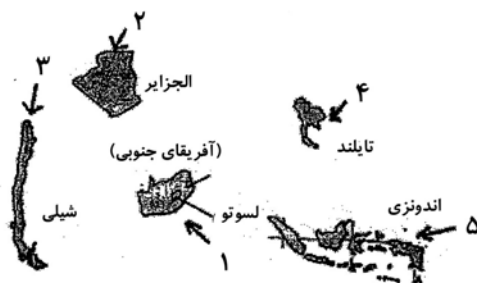 ۲
۳
الجزایر
۴
تایلند
(آفریقای جنوبی)
شیلی
لسوتو
اندونزی
۵
۱